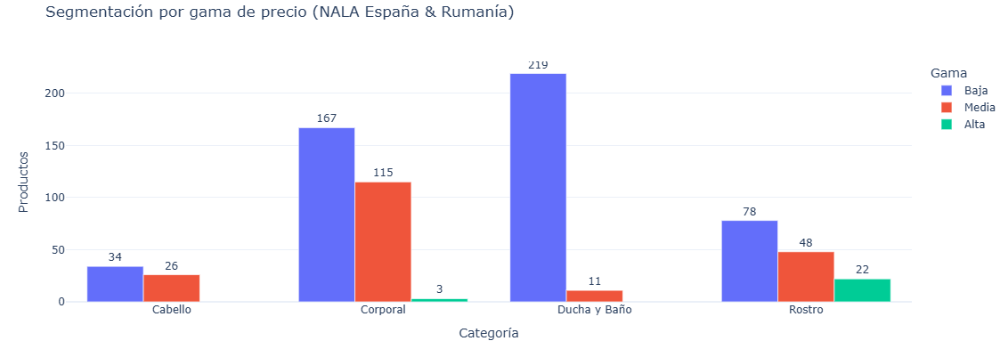 Segmentación por gama de precio (NALA España & Rumanía)
Gama
Baja
Media
Alta
Productos
200
150
100
50
0
34
26
167
115
3
219
11
78
48
22
Cabello
Corporal
Ducha y Baño
Rostro
Categoría